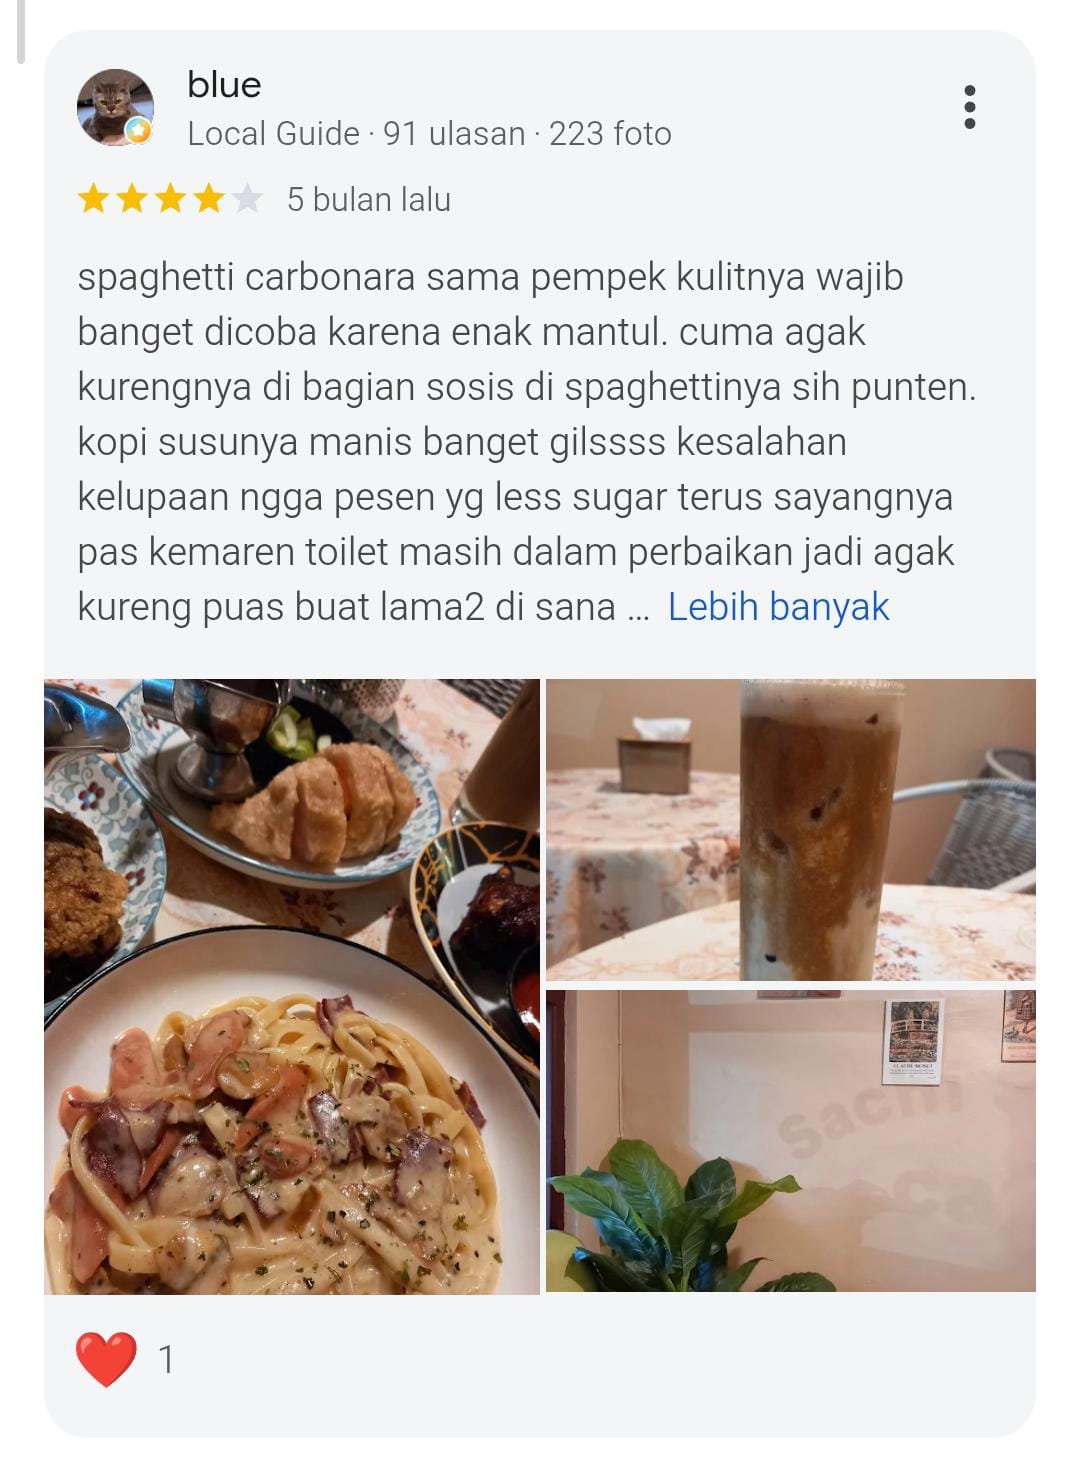 blue
Local Guide · 91 ulasan · 223 foto
5 bulan lalu
spaghetti carbonara sama pempek kulitnya wajib
banget dicoba karena enak mantul. cuma agak
kurengnya di bagian sosis di spaghettinya sih punten.
kopi susunya manis banget gilssss kesalahan
kelupaan ngga pesen yg less sugar terus sayangnya
pas kemaren toilet masih dalam perbaikan jadi agak
kureng puas buat lama2 di sana ... Lebih banyak
CLAUDE MONET
1